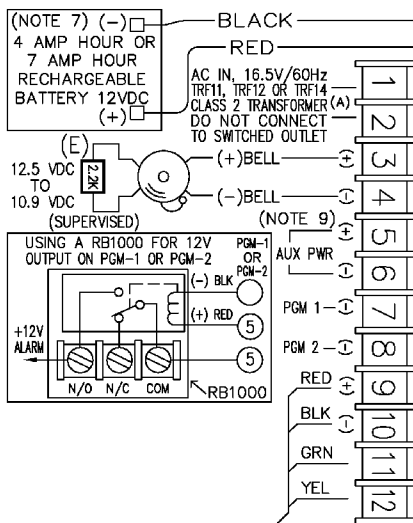 (NOTE 7) (-)
4 AMP HOUR OR
7 AMP HOUR
RECHARGEABLE
BATTERY 12VDC
(+)
BLACK
RED
AC IN, 16.5V/60Hz
TRF11, TRF12 OR TRF14
CLASS 2 TRANSFORMER (A)
DO NOT CONNECT
TO SWITCHED OUTLET
1
2
(E)
2.2K
12.5 VDC
TO
10.9 VDC
(SUPERVISED)
(+)BELL (+) 3
(-)BELL (-) 4
(NOTE 9) (+) 5
AUX PWR
(-) 6
PGM 1 (-) 7
PGM 2 (-) 8
RED (+) 9
BLK (-) 10
GRN 11
YEL 12
USING A RB1000 FOR 12V
OUTPUT ON PGM-1 OR PGM-2
PGM-1
OR
PGM-2
(-) BLK
(+) RED 5
+12V
ALARM
5
N/O N/C COM
RB1000